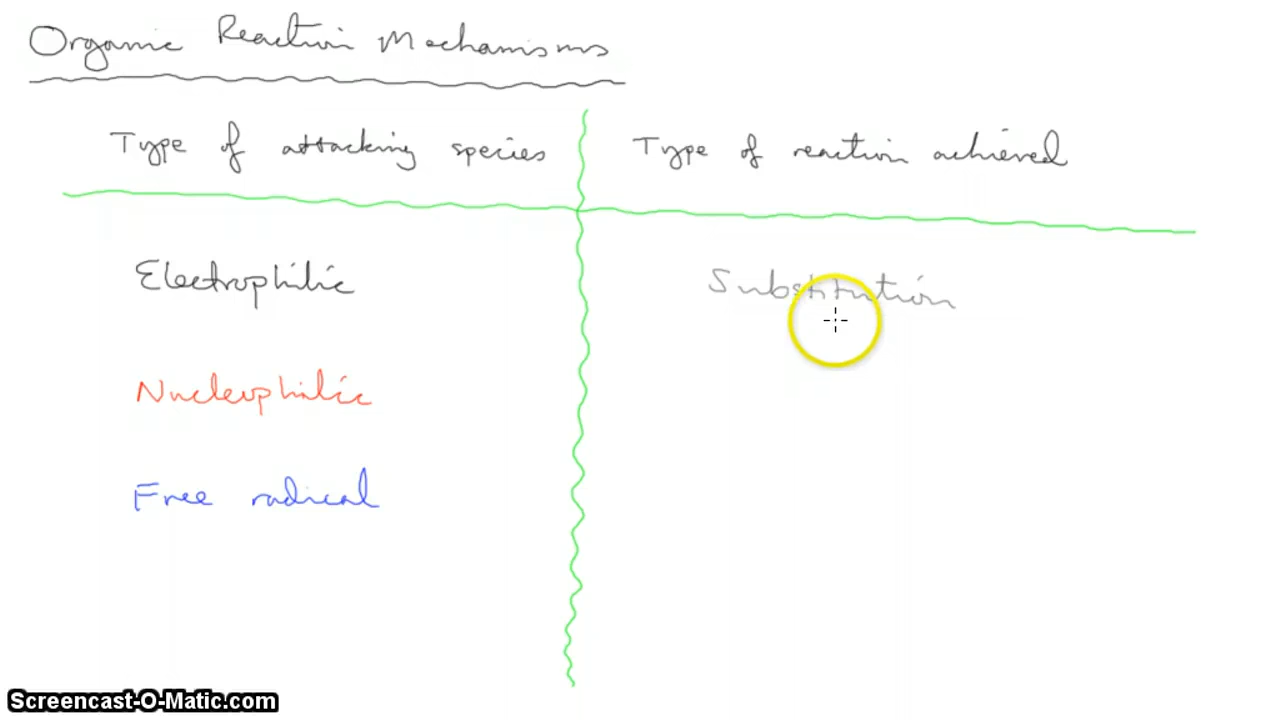 Organic Reaction Mechanisms
Type of attacking species
Type of reaction achieved
Electrophilic
Substitution
Nucleophilic
Free radical
Screencast-O-Matic.com